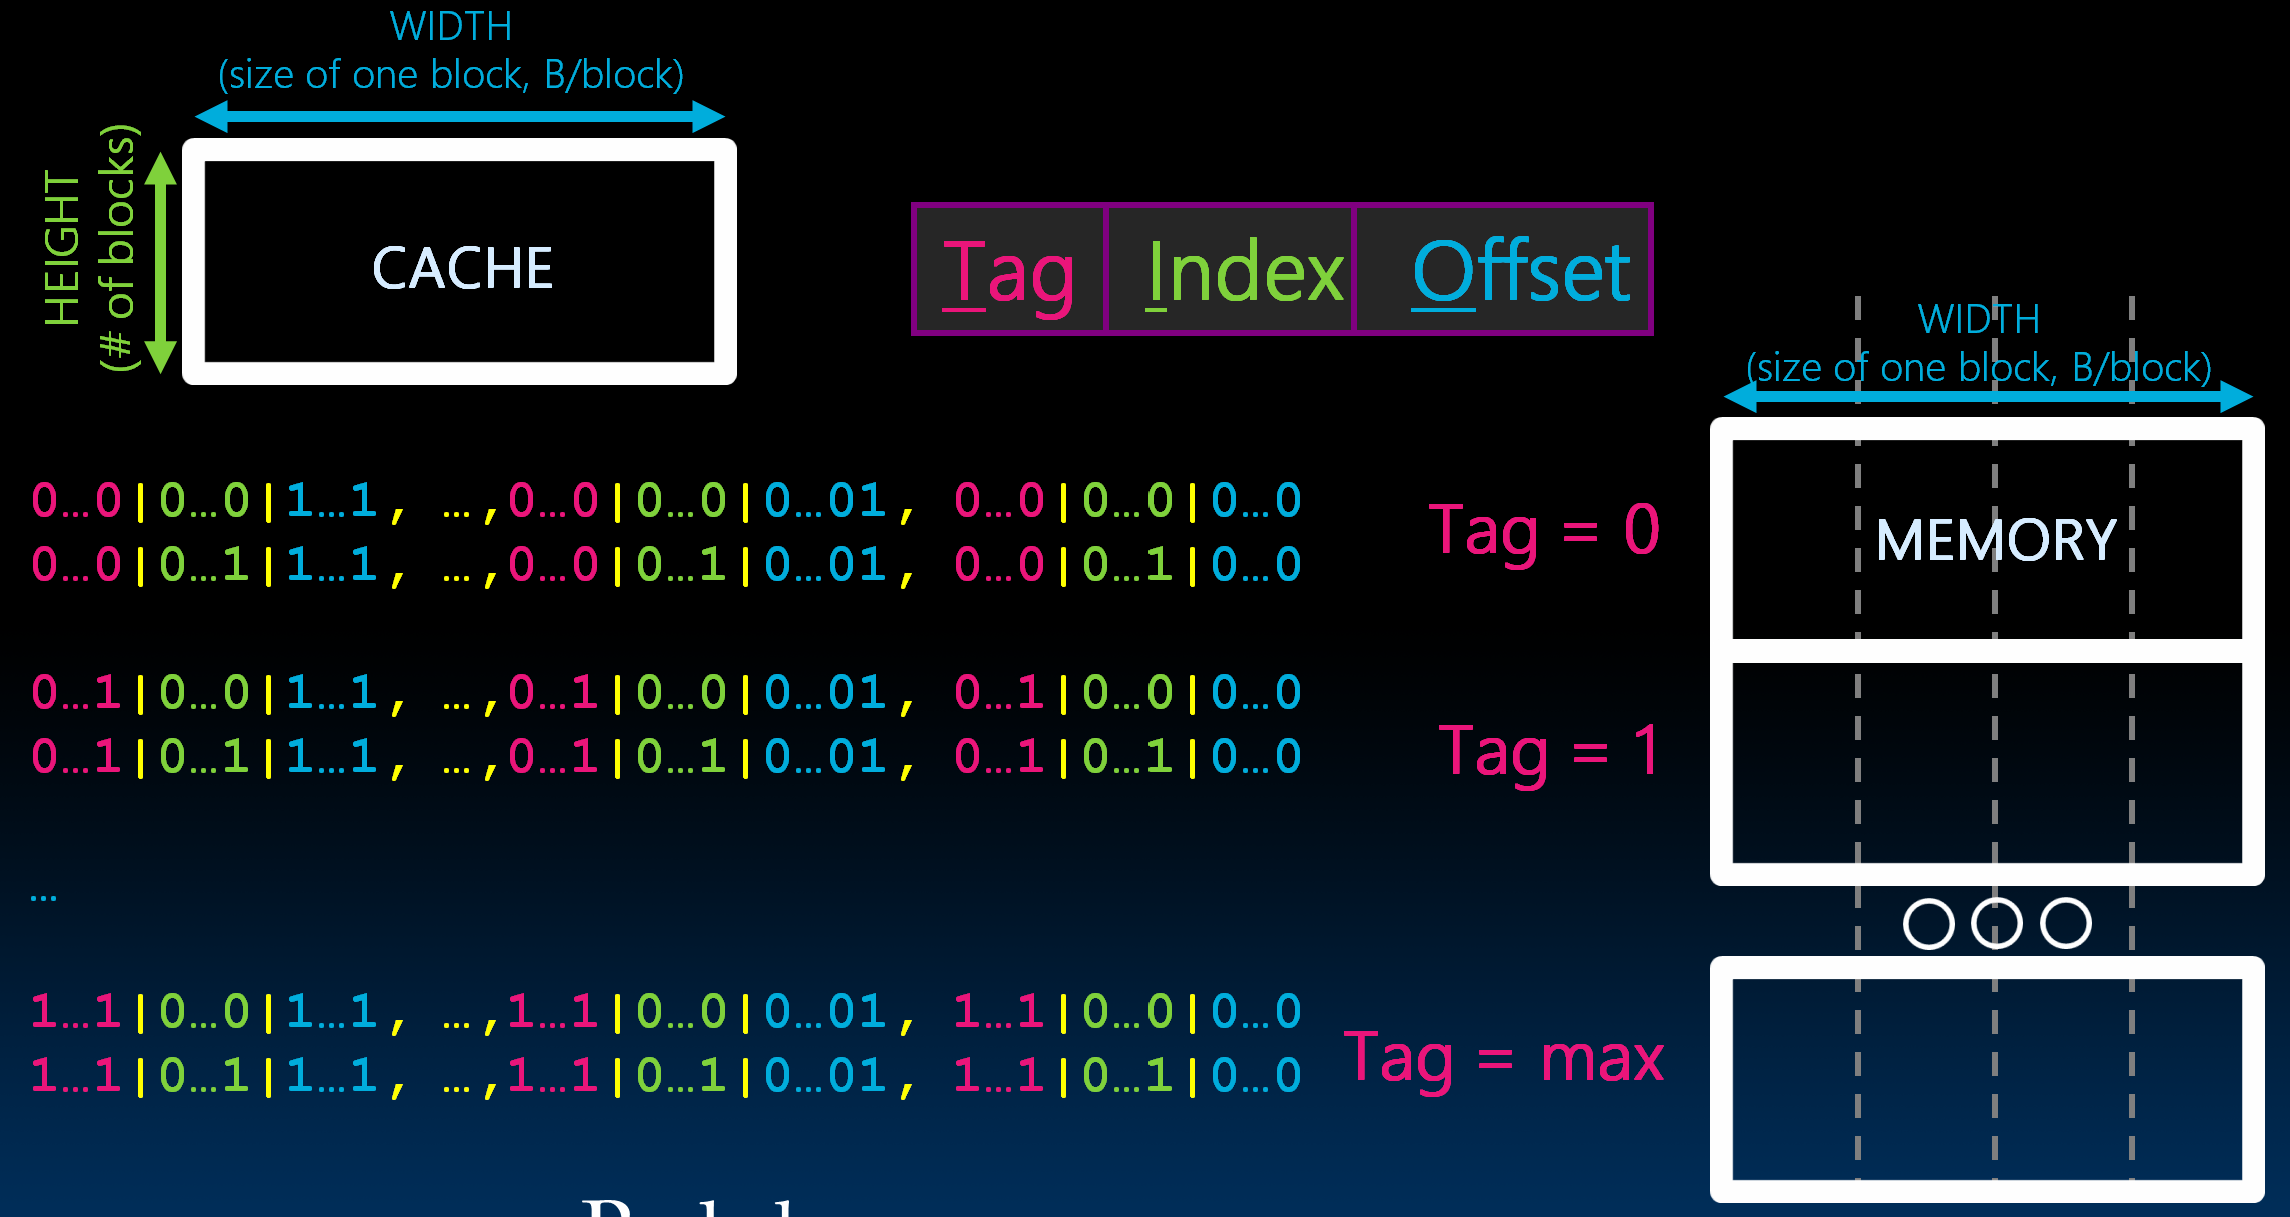 WIDTH
(size of one block, B/block)
HEIGHT
(# of blocks)
CACHE
Tag Index Offset
WIDTH
(size of one block, B/block)
0…0|0…0|1…1, …,0…0|0…0|0…01, 0…0|0…0|0…0
0…0|0…1|1…1, …,0…0|0…1|0…01, 0…0|0…1|0…0
Tag = 0
MEMORY
0…1|0…0|1…1, …,0…1|0…0|0…01, 0…1|0…0|0…0
0…1|0…1|1…1, …,0…1|0…1|0…01, 0…1|0…1|0…0
Tag = 1
…
1…1|0…0|1…1, …,1…1|0…0|0…01, 1…1|0…0|0…0
1…1|0…1|1…1, …,1…1|0…1|0…01, 1…1|0…1|0…0
Tag = max